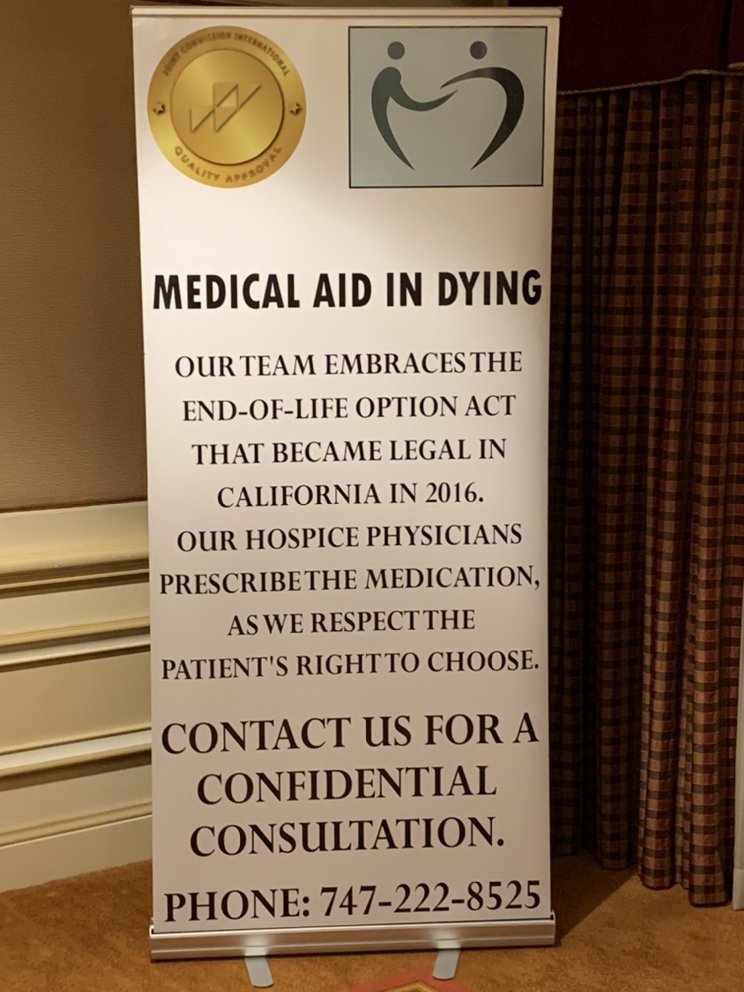 JOINT COMMISSION INTERNATIONAL
QUALITY APPROVAL
MEDICAL AID IN DYING
OUR TEAM EMBRACES THE
END-OF-LIFE OPTION ACT
THAT BECAME LEGAL IN
CALIFORNIA IN 2016.
OUR HOSPICE PHYSICIANS
PRESCRIBE THE MEDICATION,
AS WE RESPECT THE
PATIENT'S RIGHT TO CHOOSE.
CONTACT US FOR A
CONFIDENTIAL
CONSULTATION.
PHONE: 747-222-8525